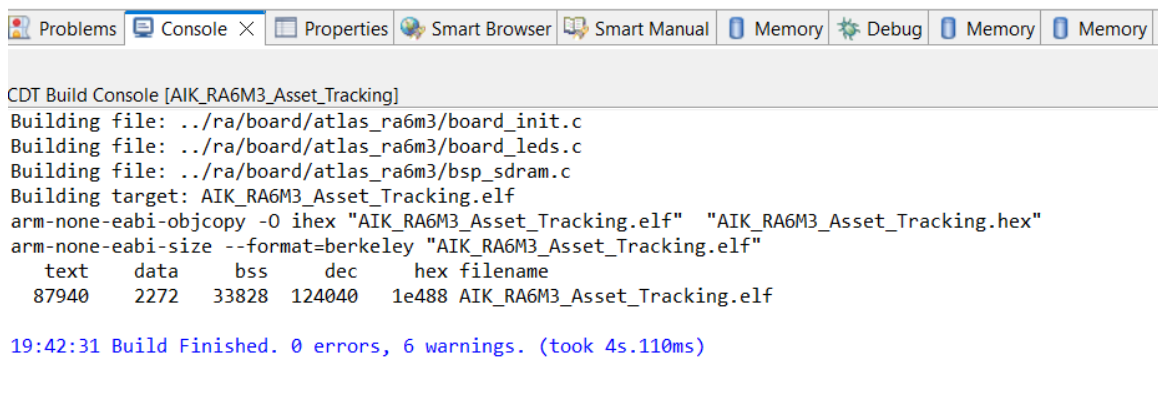 Problems Console Properties Smart Browser Smart Manual Memory Debug Memory Memory
CDT Build Console [AIK_RA6M3_Asset_Tracking]
Building file: ../ra/board/atlas_ra6m3/board_init.c
Building file: ../ra/board/atlas_ra6m3/board_leds.c
Building file: ../ra/board/atlas_ra6m3/bsp_sdram.c
Building target: AIK_RA6M3_Asset_Tracking.elf
arm-none-eabi-objcopy -O ihex "AIK_RA6M3_Asset_Tracking.elf"  "AIK_RA6M3_Asset_Tracking.hex"
arm-none-eabi-size --format=berkeley "AIK_RA6M3_Asset_Tracking.elf"
   text    data     bss     dec     hex filename
  87940    2272   33828  124040   1e488 AIK_RA6M3_Asset_Tracking.elf
19:42:31 Build Finished. 0 errors, 6 warnings. (took 4s.110ms)